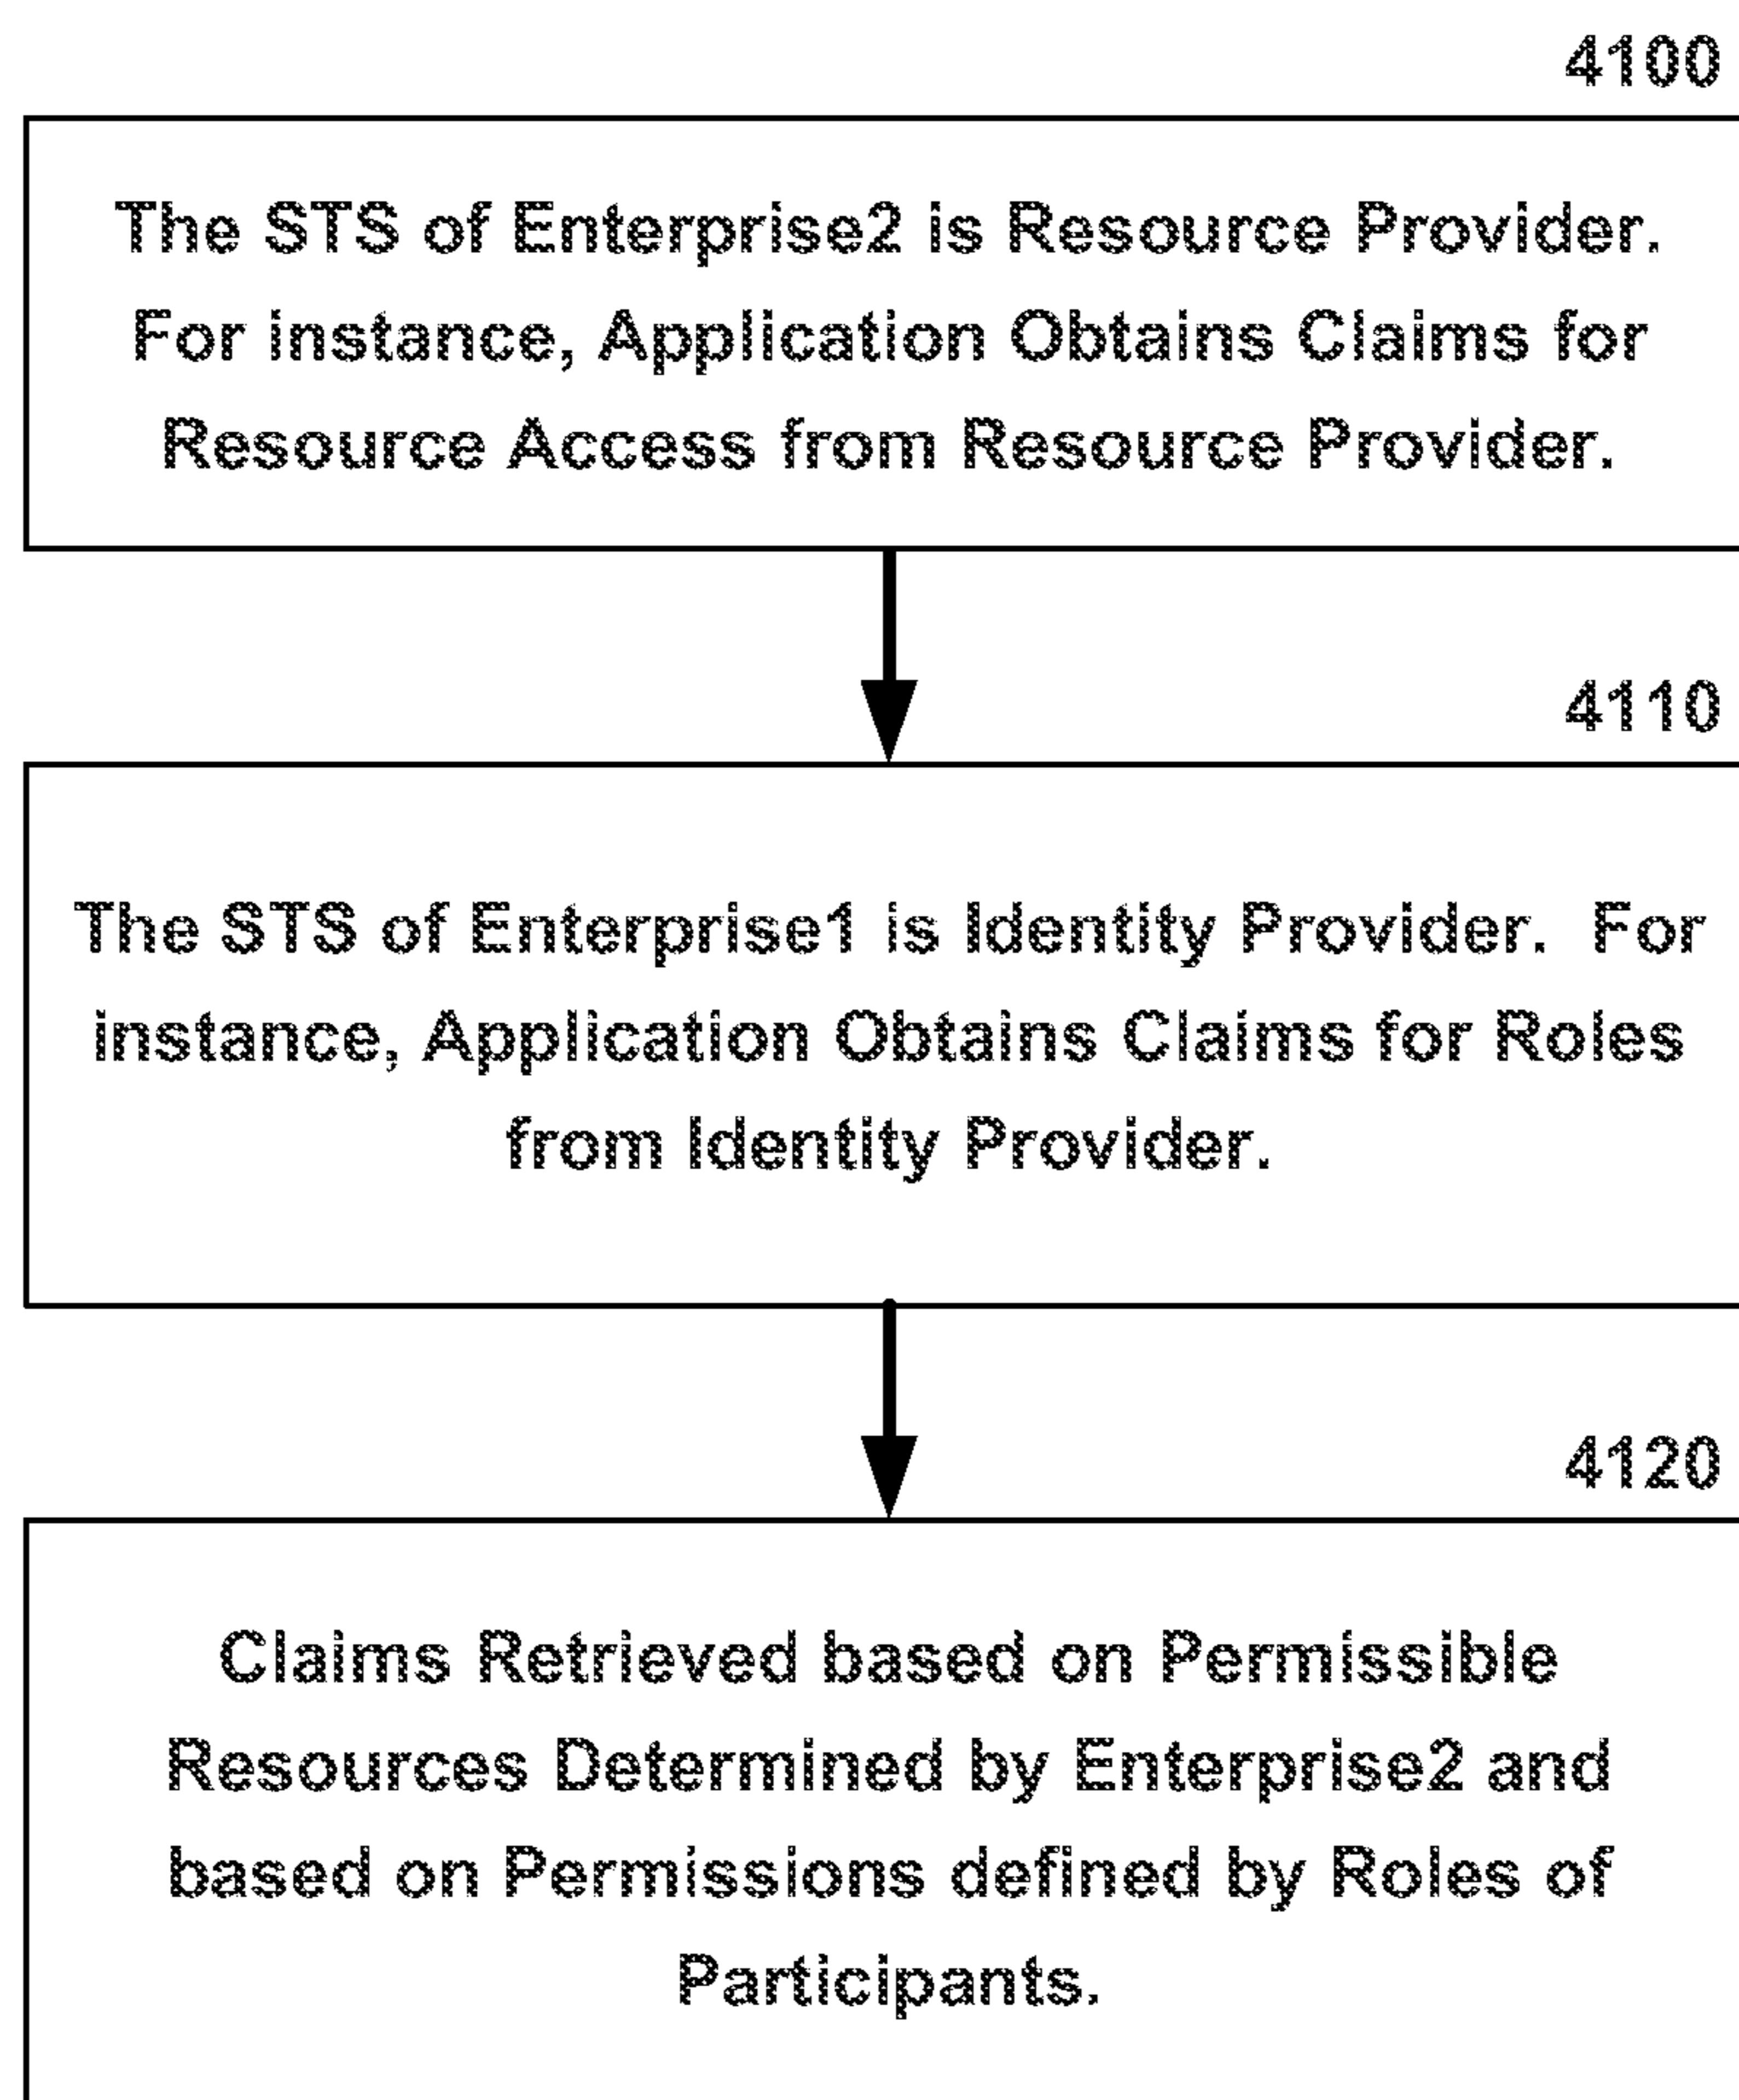 4100
The STS of Enterprise2 is Resource Provider.
For instance, Application Obtains Claims for
Resource Access from Resource Provider.
4110
The STS of Enterprise1 is Identity Provider.  For
instance, Application Obtains Claims for Roles
from Identity Provider.
4120
Claims Retrieved based on Permissible
Resources Determined by Enterprise2 and
based on Permissions defined by Roles of
Participants.